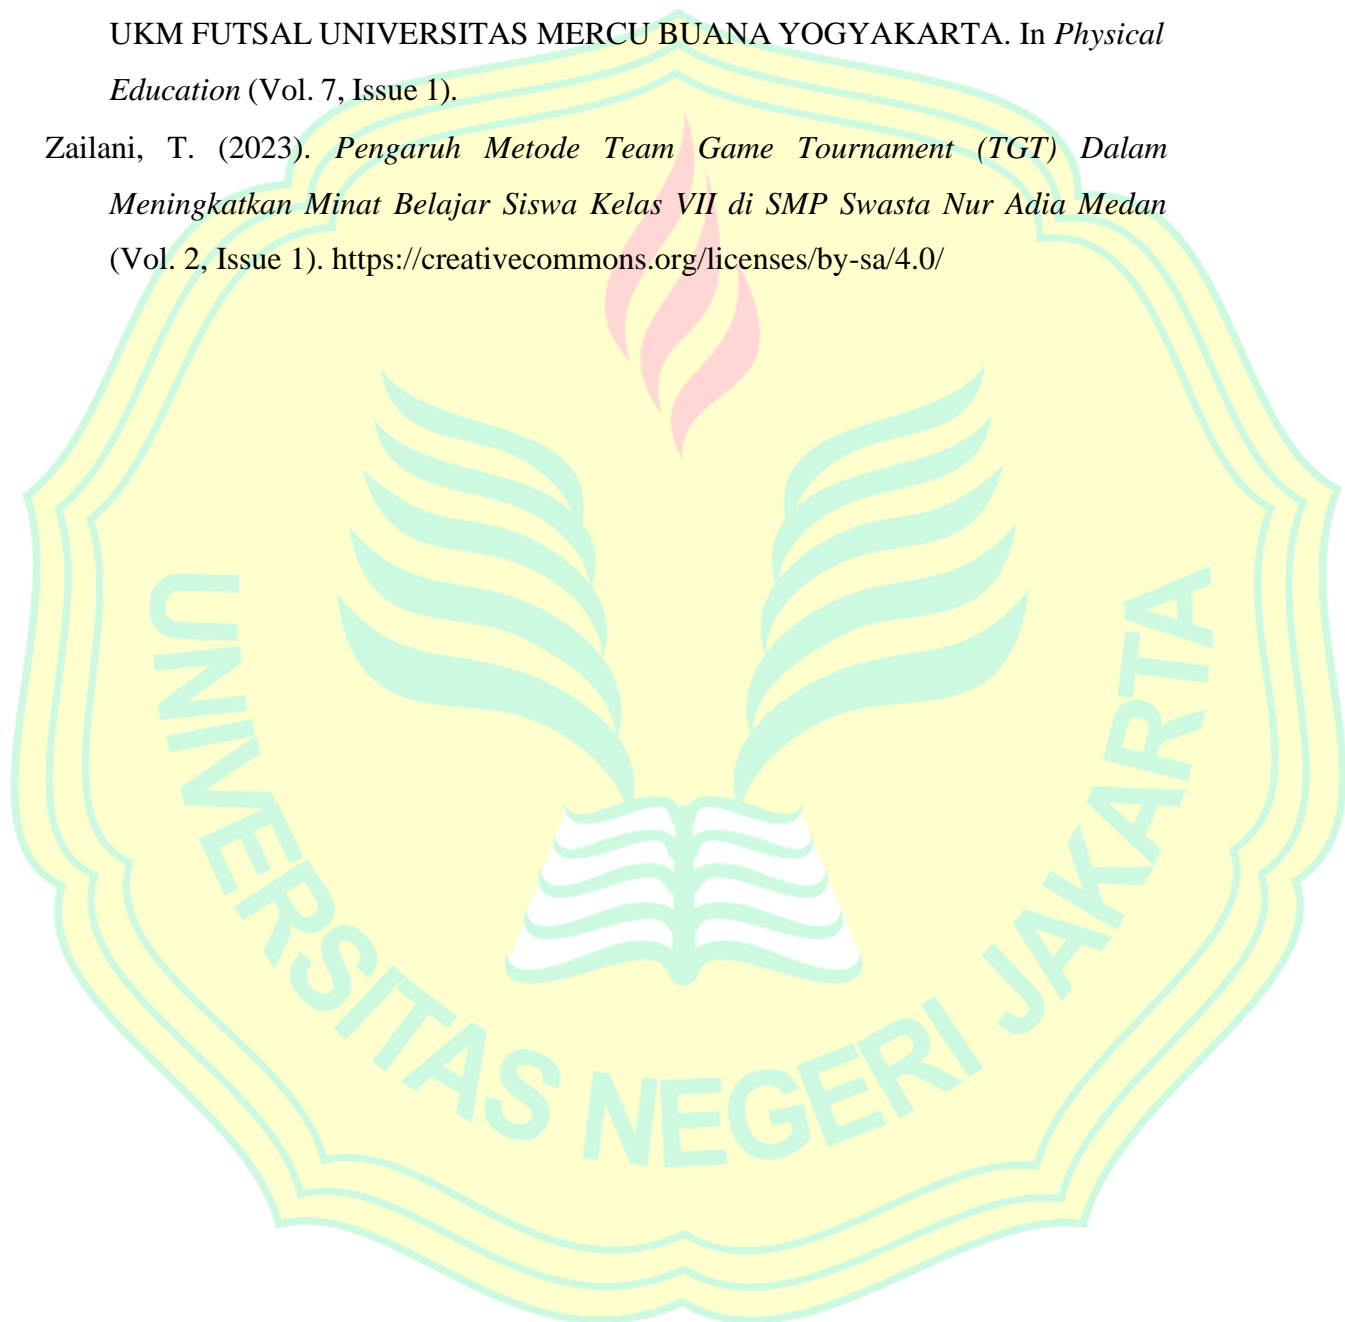 UKM FUTSAL UNIVERSITAS MERCU BUANA YOGYAKARTA. In Physical
Education (Vol. 7, Issue 1).
Zailani, T. (2023). Pengaruh Metode Team Game Tournament (TGT) Dalam
Meningkatkan Minat Belajar Siswa Kelas VII di SMP Swasta Nur Adia Medan
(Vol. 2, Issue 1). https://creativecommons.org/licenses/by-sa/4.0/
UNIVERSITAS NEGERI JAKARTA